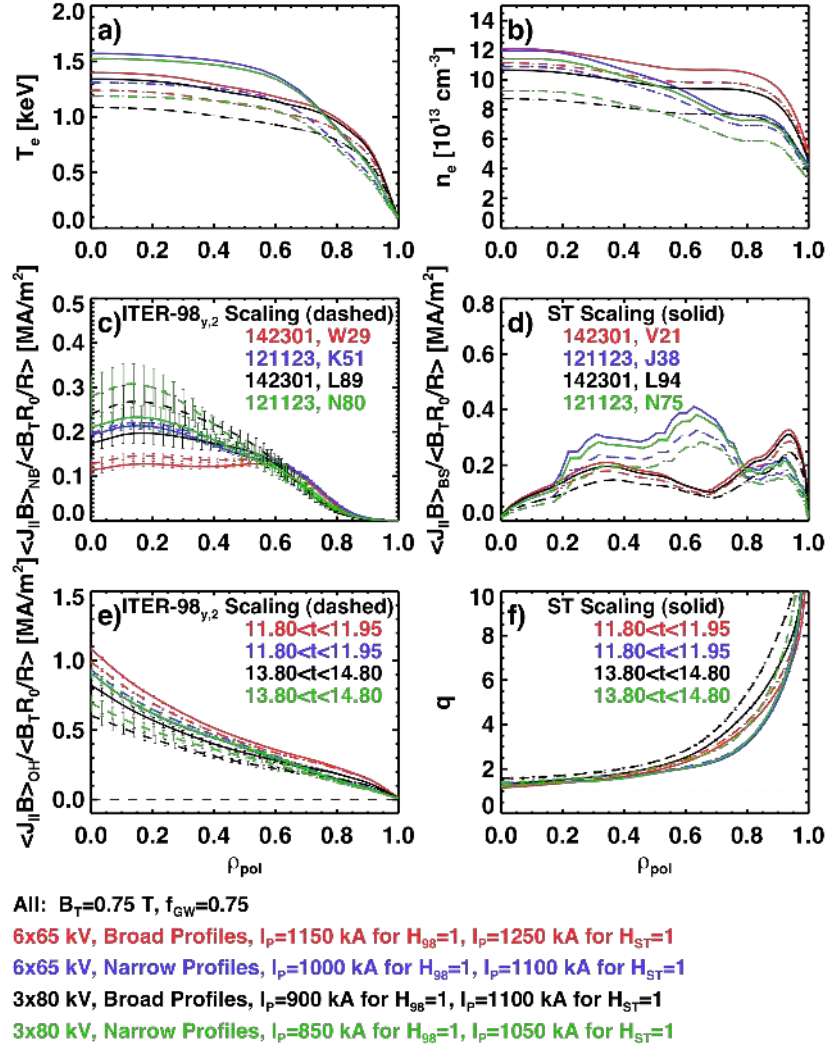 a)
T_e [keV]
2.0
1.5
1.0
0.5
0.0
0.0 0.2 0.4 0.6 0.8 1.0
b)
n_e [10^13 cm^-3]
14
12
10
8
6
4
2
0
0.0 0.2 0.4 0.6 0.8 1.0
c) ITER-98_y,2 Scaling (dashed)
142301, W29
121123, K51
142301, L89
121123, N80
<J_||B>_NB/<B_TR_0/R> [MA/m^2]
0.5
0.4
0.3
0.2
0.1
0.0
0.0 0.2 0.4 0.6 0.8 1.0
d) ST Scaling (solid)
142301, V21
121123, J38
142301, L94
121123, N75
<J_||B>_BS/<B_TR_0/R> [MA/m^2]
0.6
0.4
0.2
0.0
0.0 0.2 0.4 0.6 0.8 1.0
e) ITER-98_y,2 Scaling (dashed)
11.80<t<11.95
11.80<t<11.95
13.80<t<14.80
13.80<t<14.80
<J_||B>_OH/<B_TR_0/R> [MA/m^2]
1.5
1.0
0.5
0.0
0.0 0.2 0.4 0.6 0.8 1.0
ρ_pol
f) ST Scaling (solid)
11.80<t<11.95
11.80<t<11.95
13.80<t<14.80
13.80<t<14.80
q
10
8
6
4
2
0
0.0 0.2 0.4 0.6 0.8 1.0
ρ_pol
All: B_T=0.75 T, f_GW=0.75
6x65 kV, Broad Profiles, I_P=1150 kA for H_98=1, I_P=1250 kA for H_ST=1
6x65 kV, Narrow Profiles, I_P=1000 kA for H_98=1, I_P=1100 kA for H_ST=1
3x80 kV, Broad Profiles, I_P=900 kA for H_98=1, I_P=1100 kA for H_ST=1
3x80 kV, Narrow Profiles, I_P=850 kA for H_98=1, I_P=1050 kA for H_ST=1